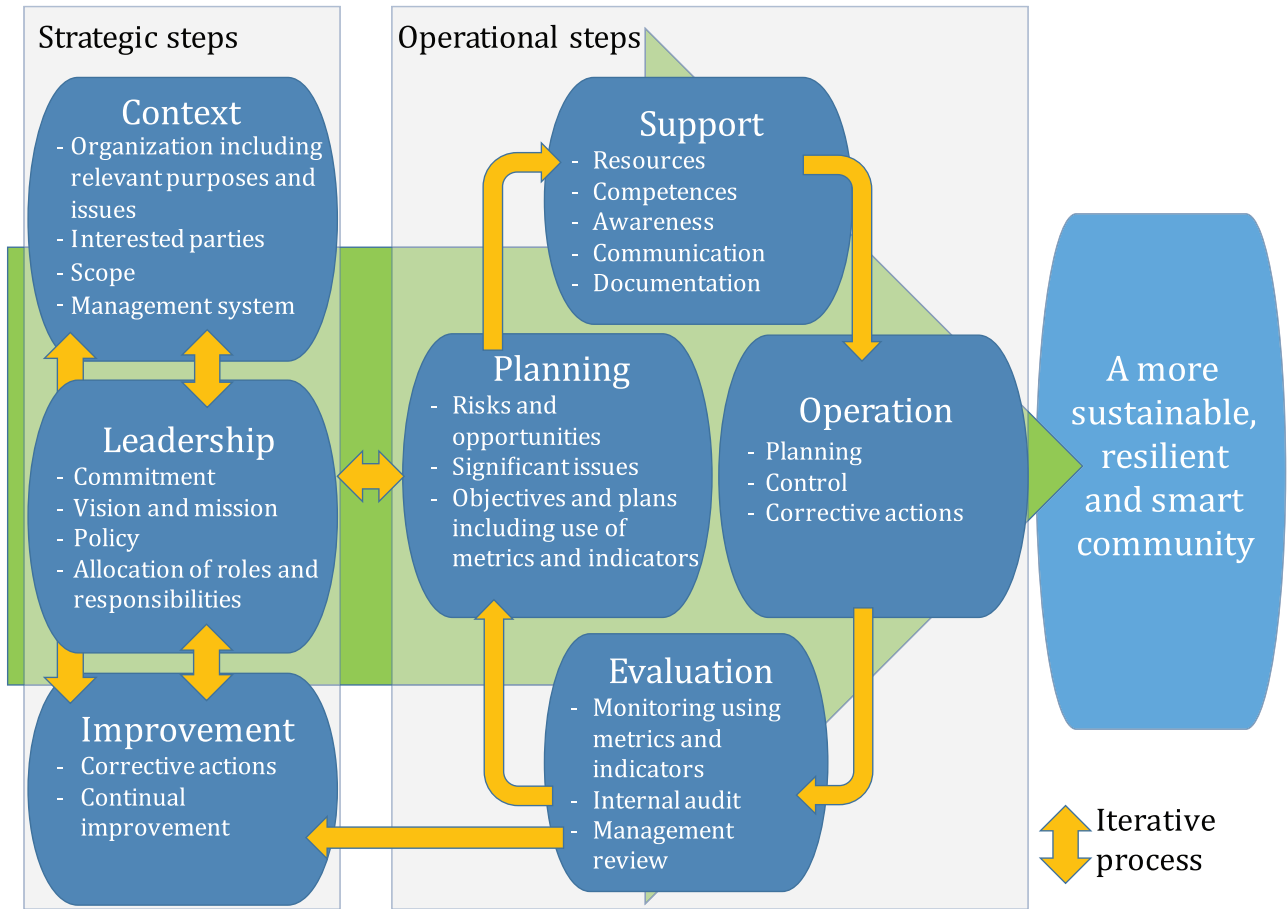 Strategic steps
Context
- Organization including
relevant purposes and
issues
- Interested parties
- Scope
- Management system
Leadership
- Commitment
- Vision and mission
- Policy
- Allocation of roles and
responsibilities
Improvement
- Corrective actions
- Continual
improvement
Operational steps
Support
- Resources
- Competences
- Awareness
- Communication
- Documentation
Planning
- Risks and
opportunities
- Significant issues
- Objectives and plans
including use of
metrics and indicators
Operation
- Planning
- Control
- Corrective actions
Evaluation
- Monitoring using
metrics and
indicators
- Internal audit
- Management
review
A more
sustainable,
resilient
and smart
community
Iterative
process